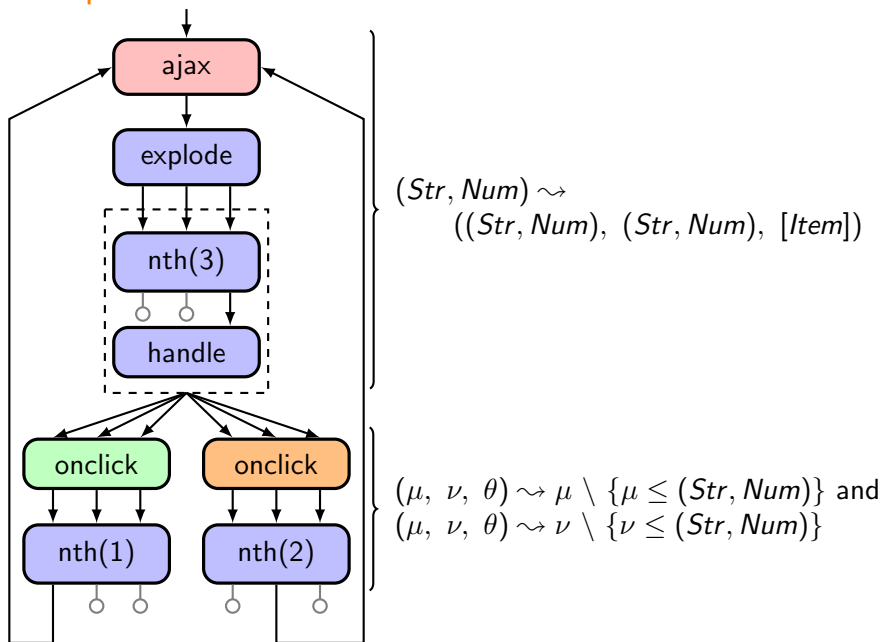 ajax
explode
(Str, Num) ⤳
((Str, Num), (Str, Num), [Item])
nth(3)
handle
onclick
onclick
(μ, ν, θ) ⤳ μ \ {μ ≤ (Str, Num)} and
(μ, ν, θ) ⤳ ν \ {ν ≤ (Str, Num)}
nth(1)
nth(2)